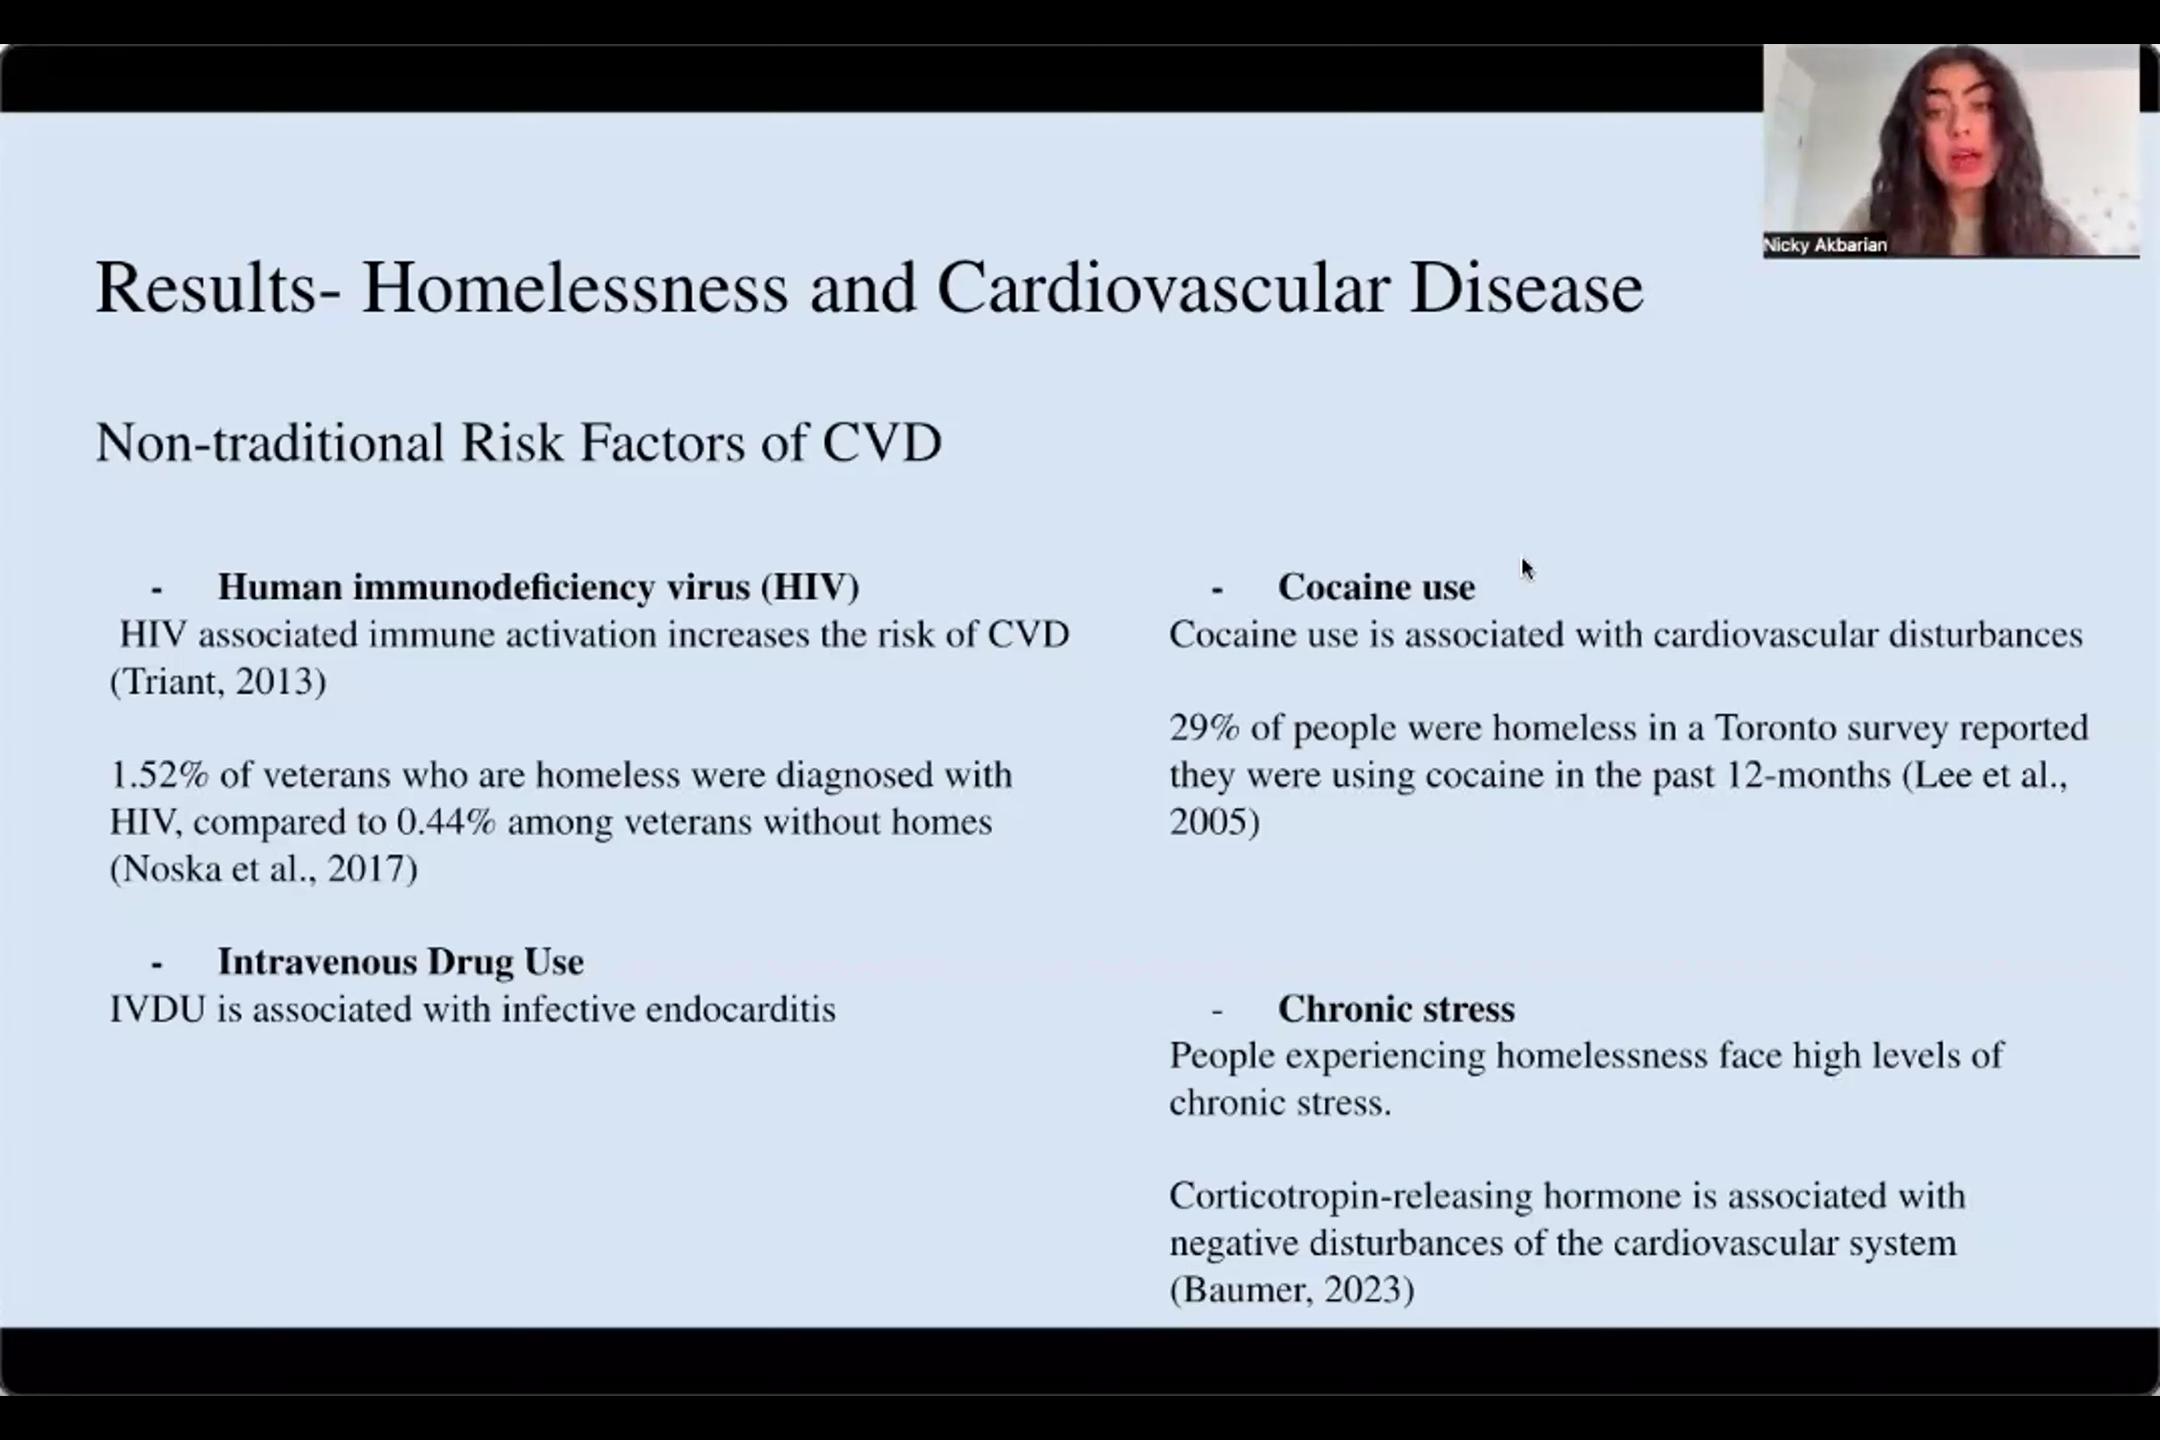 Nicky Akbarian
Results- Homelessness and Cardiovascular Disease
Non-traditional Risk Factors of CVD
- Human immunodeficiency virus (HIV)
HIV associated immune activation increases the risk of CVD
(Triant, 2013)
1.52% of veterans who are homeless were diagnosed with
HIV, compared to 0.44% among veterans without homes
(Noska et al., 2017)
- Intravenous Drug Use
IVDU is associated with infective endocarditis
- Cocaine use
Cocaine use is associated with cardiovascular disturbances
29% of people were homeless in a Toronto survey reported
they were using cocaine in the past 12-months (Lee et al.,
2005)
- Chronic stress
People experiencing homelessness face high levels of
chronic stress.
Corticotropin-releasing hormone is associated with
negative disturbances of the cardiovascular system
(Baumer, 2023)